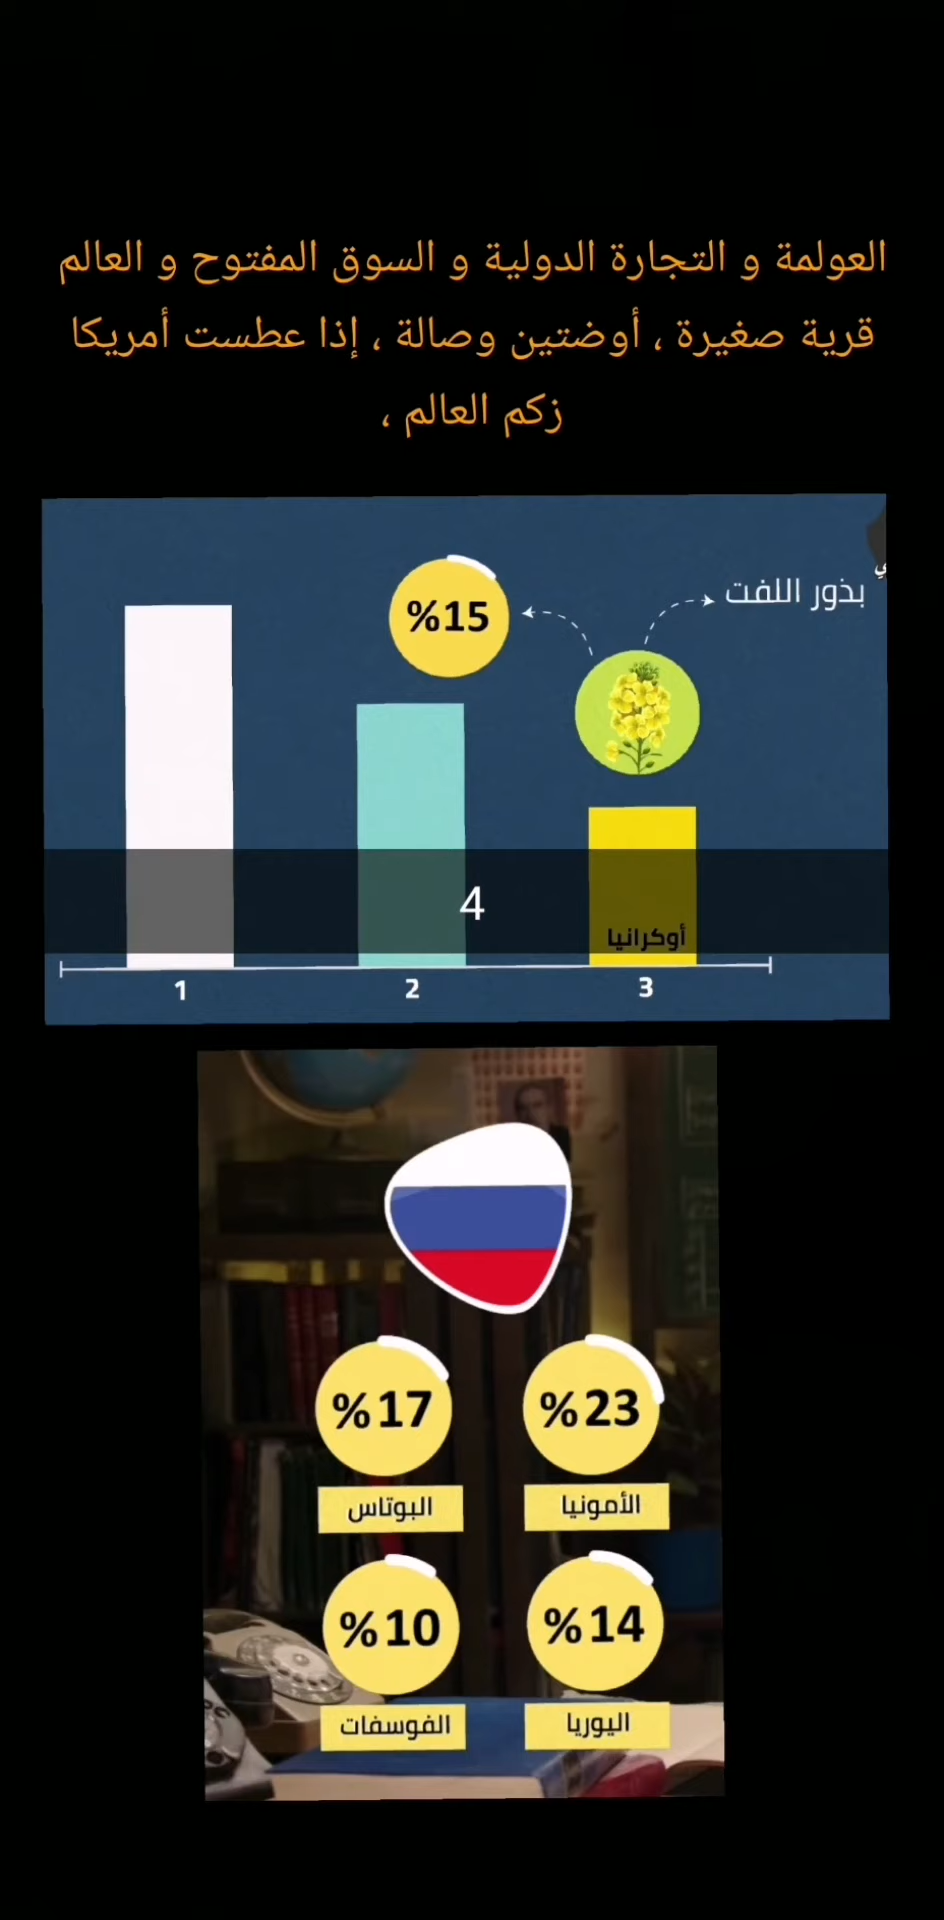 العولمة و التجارة الدولية و السوق المفتوح و العالم
قرية صغيرة ، أوضتين وصالة ، إذا عطست أمريكا
زكم العالم ،
بذور اللفت
%15
4
أوكرانيا
1 2 3
%17 %23
البوتاس الأمونيا
%10 %14
الفوسفات اليوريا